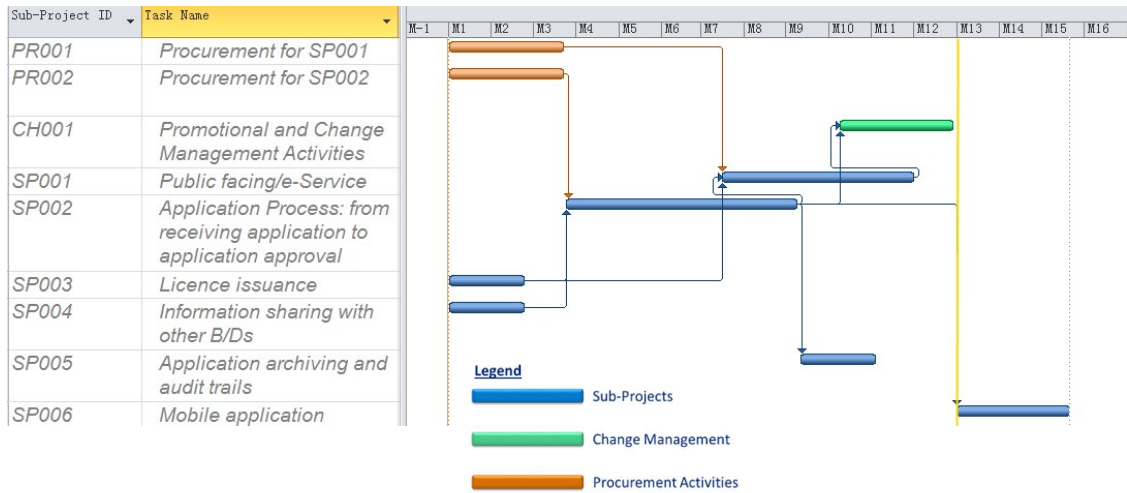 Sub-Project ID Task Name
M-1 M1 M2 M3 M4 M5 M6 M7 M8 M9 M10 M11 M12 M13 M14 M15 M16
PR001 Procurement for SP001
PR002 Procurement for SP002
CH001 Promotional and Change
Management Activities
SP001 Public facing/e-Service
SP002 Application Process: from
receiving application to
application approval
SP003 Licence issuance
SP004 Information sharing with
other B/Ds
SP005 Application archiving and
audit trails
SP006 Mobile application
Legend
Sub-Projects
Change Management
Procurement Activities